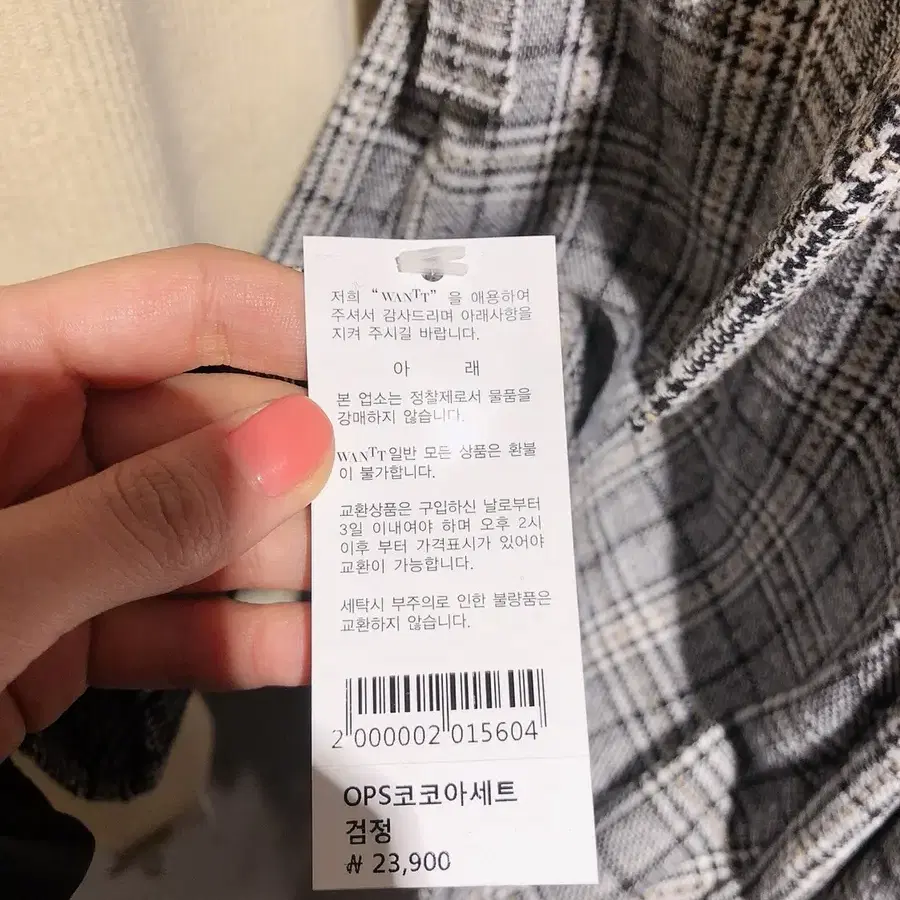 저희 “WANTT” 을 애용하여
주셔서 감사드리며 아래사항을
지켜 주시길 바랍니다.
아 래
본 업소는 정찰제로서 물품을
강매하지 않습니다.
WANTT일반 모든 상품은 환불
이 불가합니다.
교환상품은 구입하신 날로부터
3일 이내여야 하며 오후 2시
이후 부터 가격표시가 있어야
교환이 가능합니다.
세탁시 부주의로 인한 불량품은
교환하지 않습니다.
2 000002 015604
OPS코코아세트
검정
₩ 23,900